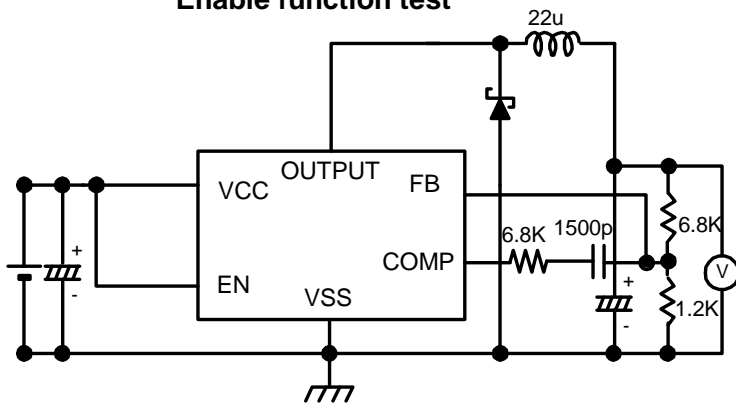 Enable function test
22u
OUTPUT
VCC
FB
6.8K
1500p
6.8K
COMP
EN
VSS
1.2K
V
+
-
+
-